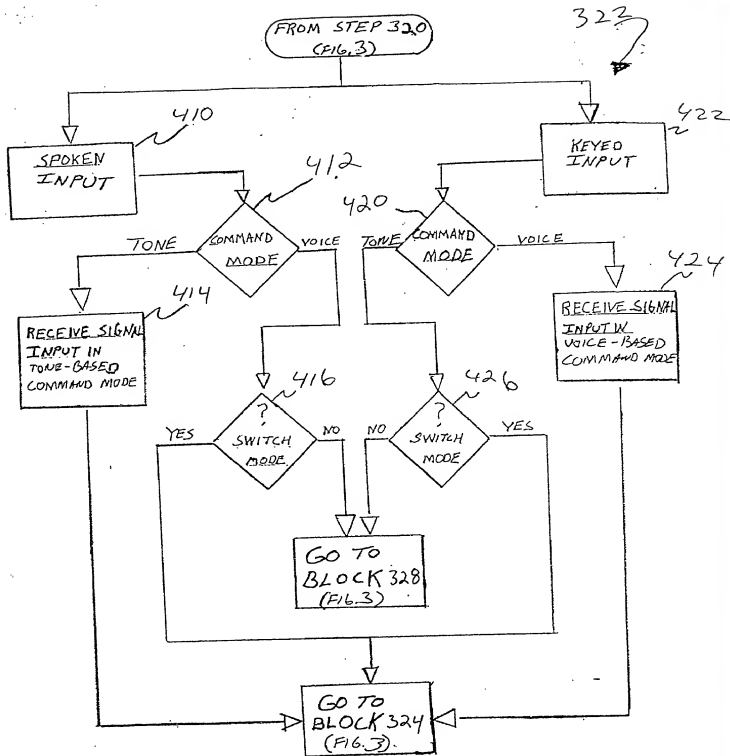 FROM STEP 320
(FIG.3)
323
410
422
SPOKEN
INPUT
KEYED
INPUT
412
420
COMMAND
MODE
COMMAND
MODE
TONE
VOICE
TONE
VOICE
414
424
RECEIVE SIGNAL
INPUT IN
TONE-BASED
COMMAND MODE
RECEIVE SIGNAL
INPUT IN
VOICE-BASED
COMMAND MODE
416
426
?
SWITCH
MODE
?
SWITCH
MODE
YES
NO
NO
YES
GO TO
BLOCK 328
(FIG.3)
GO TO
BLOCK 324
(FIG.3).